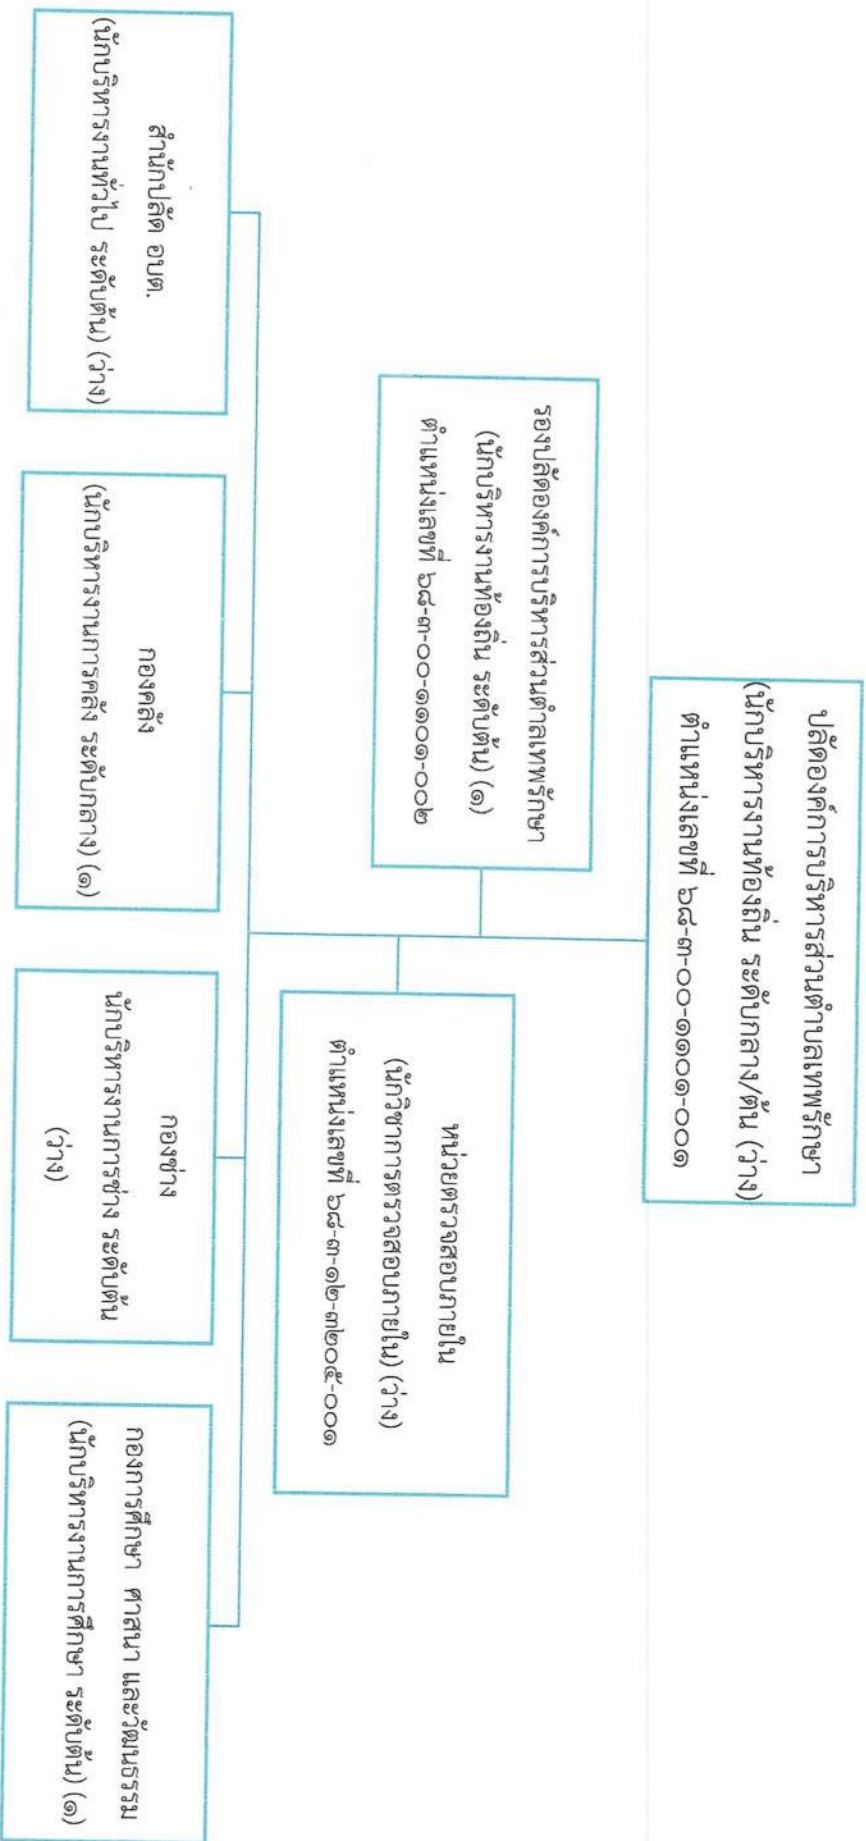 ปลัดองค์การบริหารส่วนตำบลเทพรักษา
(นักบริหารงานท้องถิ่น ระดับกลาง/ต้น (ว่าง)
ตำแหน่งเลขที่ ๖๘-๓-๐๐-๑๑๐๑-๐๐๑
รองปลัดองค์การบริหารส่วนตำลเทพรักษา
(นักบริหารงานท้องถิ่น ระดับต้น) (๑)
ตำแหน่งเลขที่ ๖๘-๓-๐๐-๑๑๐๑-๐๐๒
หน่วยตรวจสอบภายใน
(นักวิชาการตรวจสอบภายใน) (ว่าง)
ตำแหน่งเลขที่ ๖๘-๓-๑๒-๓๒๐๕-๐๐๑
สำนักปลัด อบต.
(นักบริหารงานทั่วไป ระดับต้น) (ว่าง)
กองคลัง
(นักบริหารงานการคลัง ระดับกลาง) (๑)
กองช่าง
นักบริหารงานการช่าง ระดับต้น
(ว่าง)
กองการศึกษา ศาสนา และวัฒนธรรม
(นักบริหารงานการศึกษา ระดับต้น) (๑)